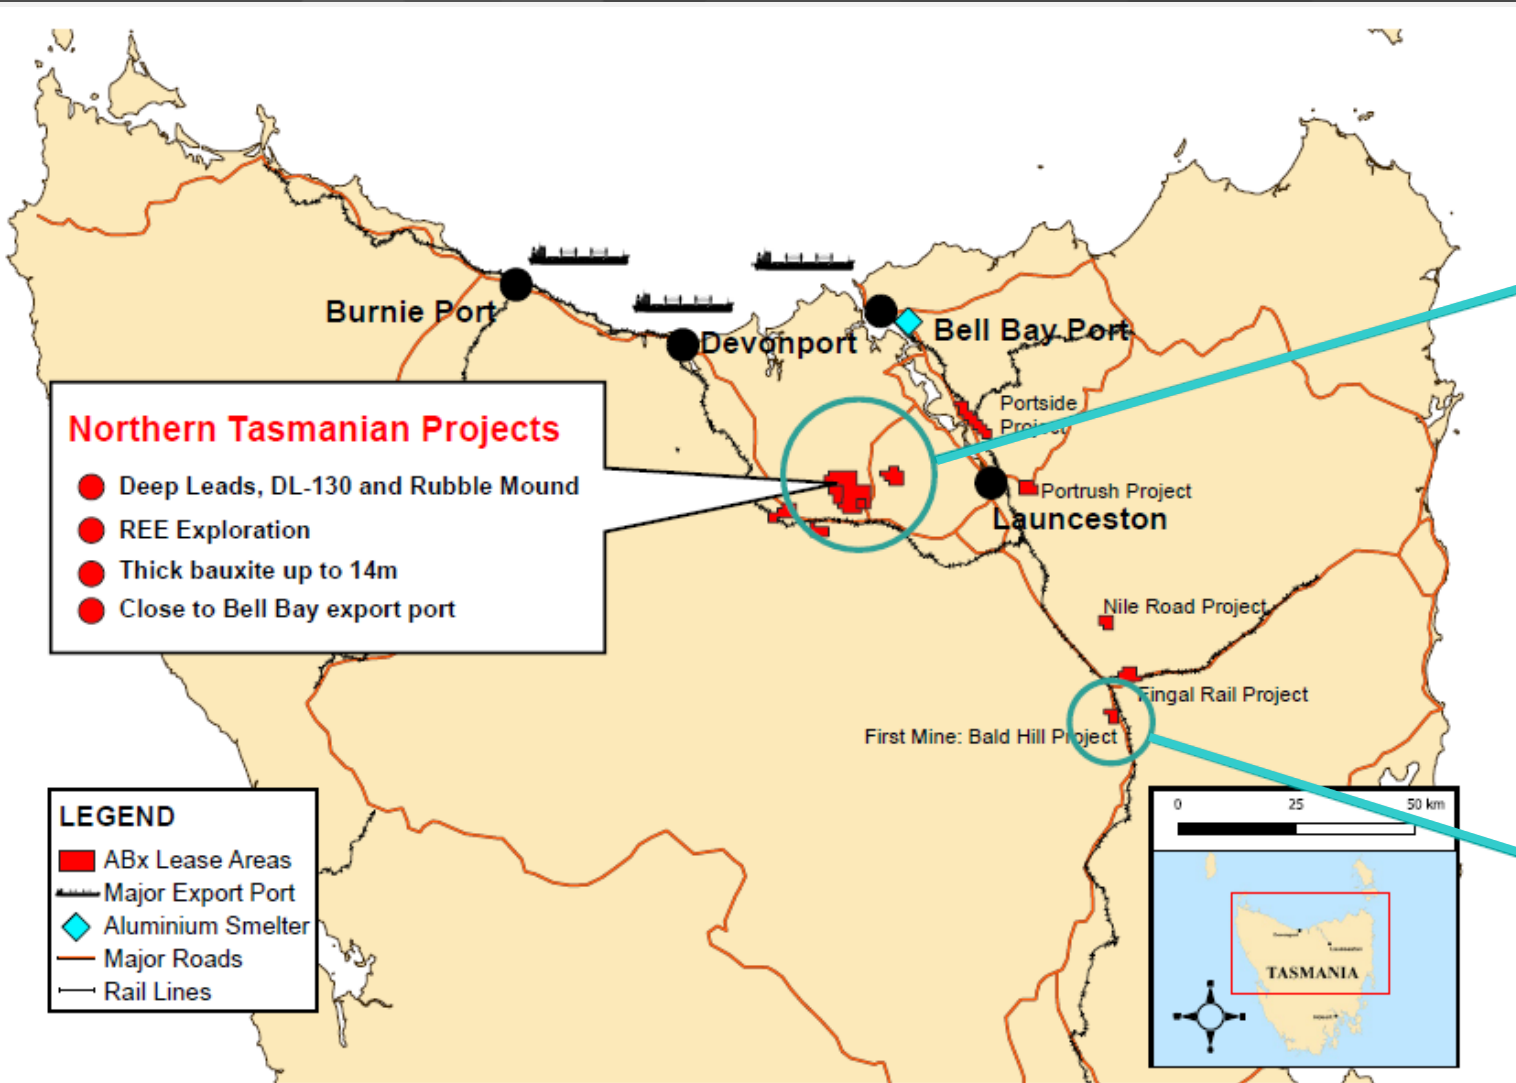 Burnie Port
Devonport
Bell Bay Port
Northern Tasmanian Projects
Deep Leads, DL-130 and Rubble Mound
REE Exploration
Thick bauxite up to 14m
Close to Bell Bay export port
Portside
Project
Portrush Project
Launceston
Nile Road Project
Fingal Rail Project
First Mine: Bald Hill Project
LEGEND
ABx Lease Areas
Major Export Port
Aluminium Smelter
Major Roads
Rail Lines
0 25 50 km
TASMANIA